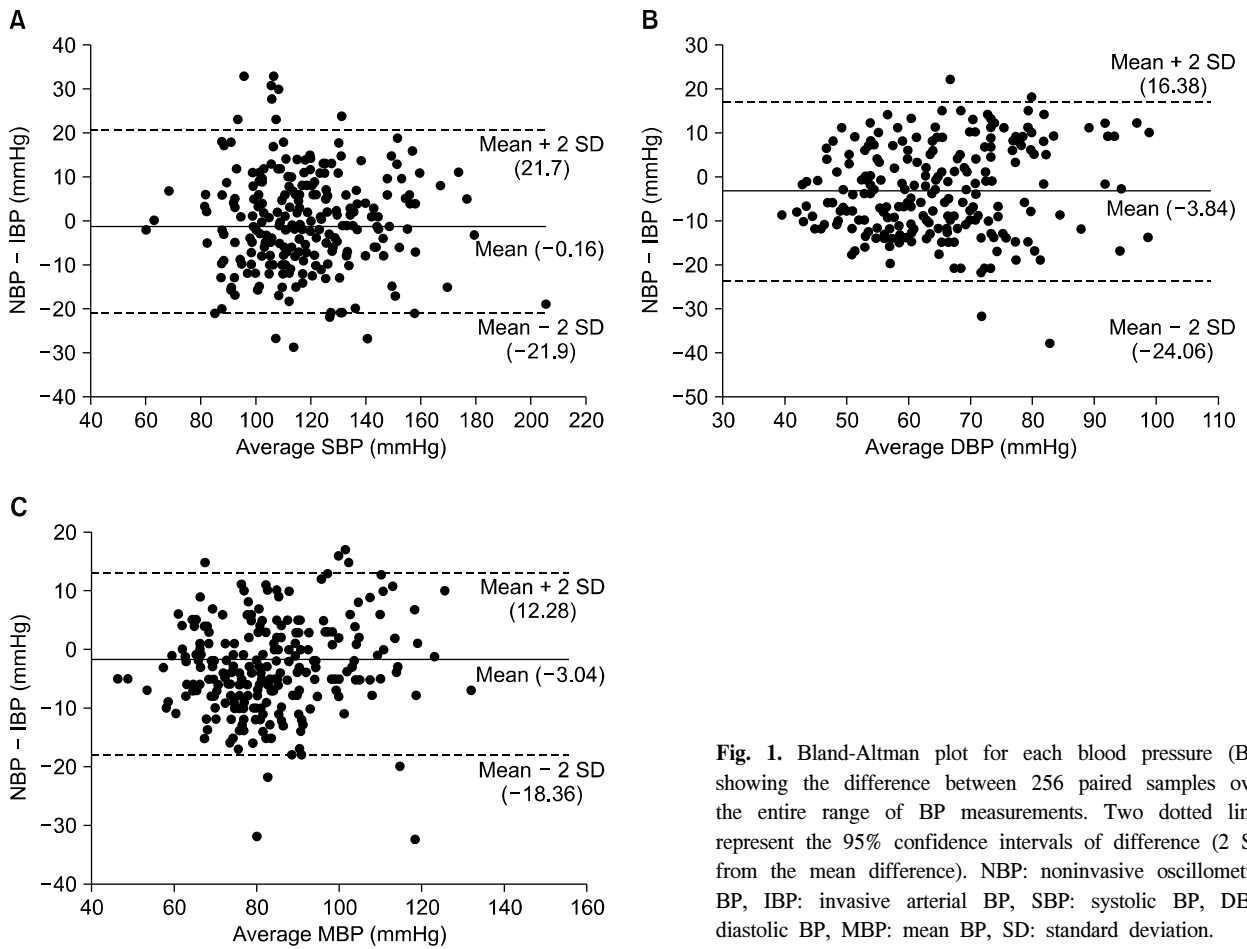 A
40
30
20
10
0
−10
−20
−30
−40
NBP − IBP (mmHg)
Mean + 2 SD
(21.7)
Mean (−0.16)
Mean − 2 SD
(−21.9)
40 60 80 100 120 140 160 180 200 220
Average SBP (mmHg)
B
30
20
10
0
−10
−20
−30
−40
−50
NBP − IBP (mmHg)
Mean + 2 SD
(16.38)
Mean (−3.84)
Mean − 2 SD
(−24.06)
30 40 50 60 70 80 90 100 110
Average DBP (mmHg)
C
20
10
0
−10
−20
−30
−40
NBP − IBP (mmHg)
Mean + 2 SD
(12.28)
Mean (−3.04)
Mean − 2 SD
(−18.36)
40 60 80 100 120 140 160
Average MBP (mmHg)
Fig. 1. Bland-Altman plot for each blood pressure (B
showing the difference between 256 paired samples ov
the entire range of BP measurements. Two dotted lin
represent the 95% confidence intervals of difference (2 S
from the mean difference). NBP: noninvasive oscillometr
BP, IBP: invasive arterial BP, SBP: systolic BP, DB
diastolic BP, MBP: mean BP, SD: standard deviation.